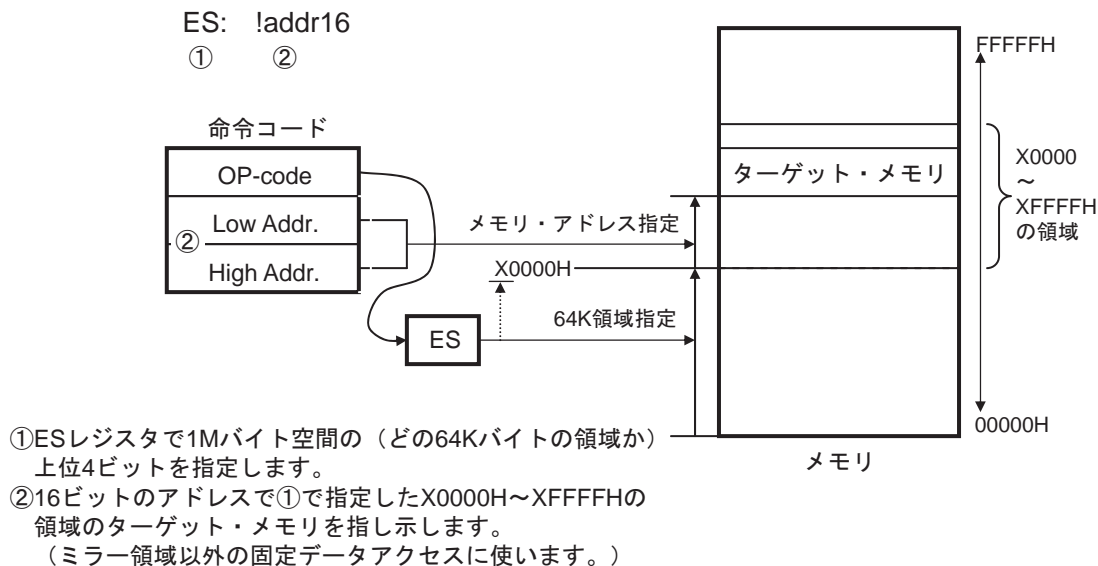 ES: !addr16
① ②
命令コード
OP-code
Low Addr.
②
High Addr.
ES
メモリ・アドレス指定
X0000H
64K領域指定
FFFFFH
ターゲット・メモリ
X0000
～
XFFFFH
の領域
00000H
メモリ
①ESレジスタで1Mバイト空間の（どの64Kバイトの領域か）
上位4ビットを指定します。
②16ビットのアドレスで①で指定したX0000H～XFFFFHの
領域のターゲット・メモリを指し示します。
（ミラー領域以外の固定データアクセスに使います。）